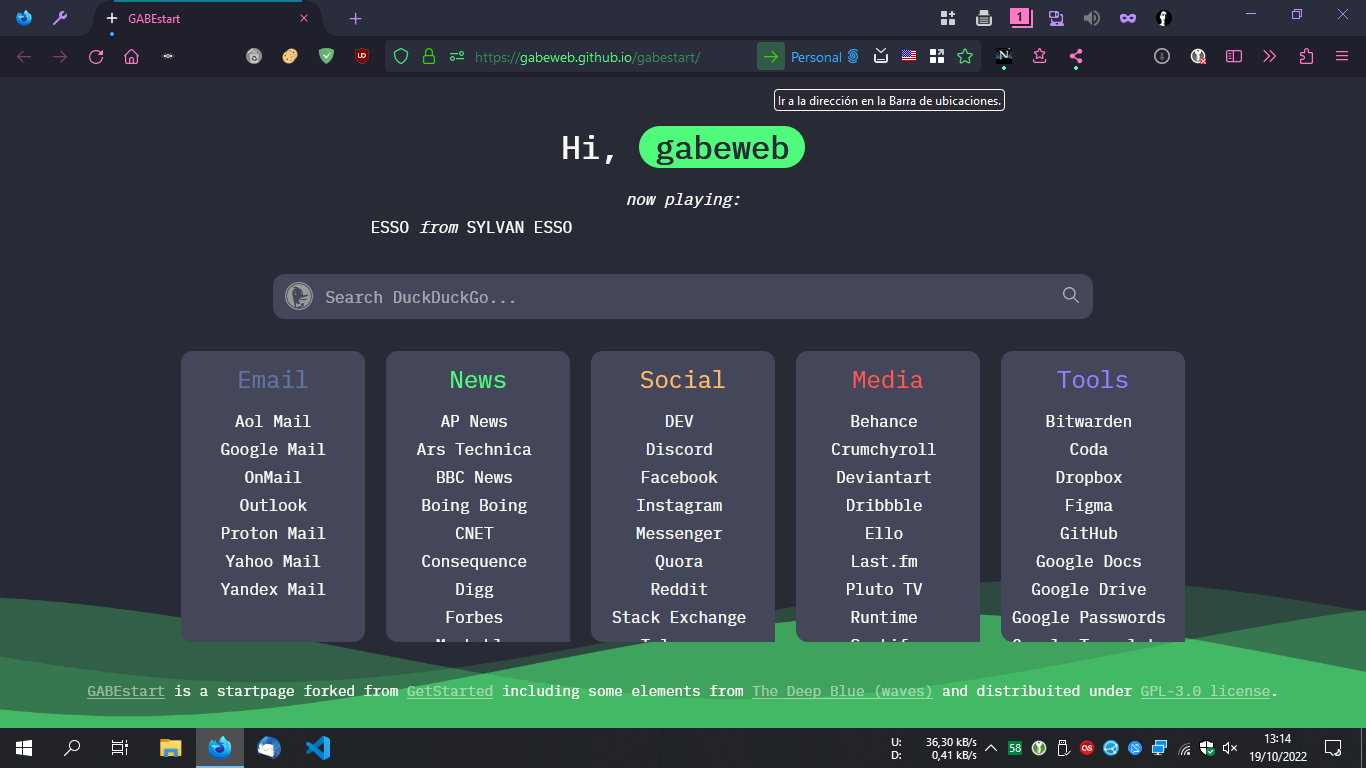 GABEstart
1
https://gabeweb.github.io/gabestart/
Personal
Ir a la dirección en la Barra de ubicaciones.
Hi, gabeweb
now playing:
ESSO from SYLVAN ESSO
Search DuckDuckGo...
Email
Aol Mail
Google Mail
OnMail
Outlook
Proton Mail
Yahoo Mail
Yandex Mail
News
AP News
Ars Technica
BBC News
Boing Boing
CNET
Consequence
Digg
Forbes
Social
DEV
Discord
Facebook
Instagram
Messenger
Quora
Reddit
Stack Exchange
Media
Behance
Crumchyroll
Deviantart
Dribbble
Ello
Last.fm
Pluto TV
Runtime
Tools
Bitwarden
Coda
Dropbox
Figma
GitHub
Google Docs
Google Drive
Google Passwords
GABEstart is a startpage forked from GetStarted including some elements from The Deep Blue (waves) and distribuited under GPL-3.0 license.
U: 36,30 kB/s
D: 0,41 kB/s
58
13:14
19/10/2022